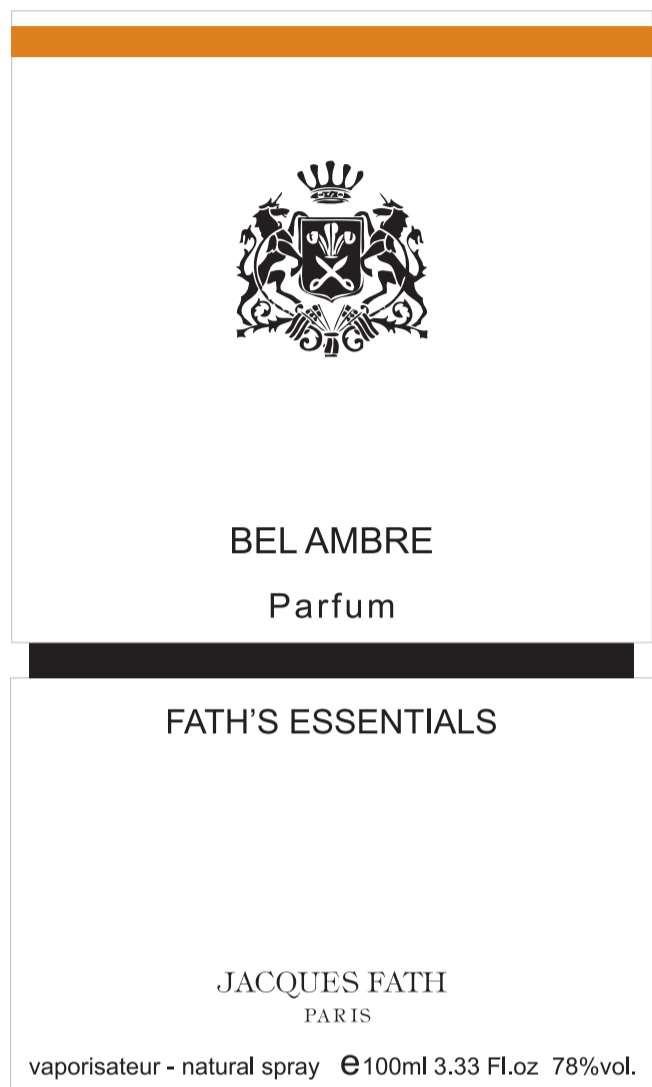 BEL AMBRE
Parfum
FATH'S ESSENTIALS
JACQUES FATH
PARIS
vaporisateur - natural spray ℮100ml 3.33 Fl.oz 78%vol.